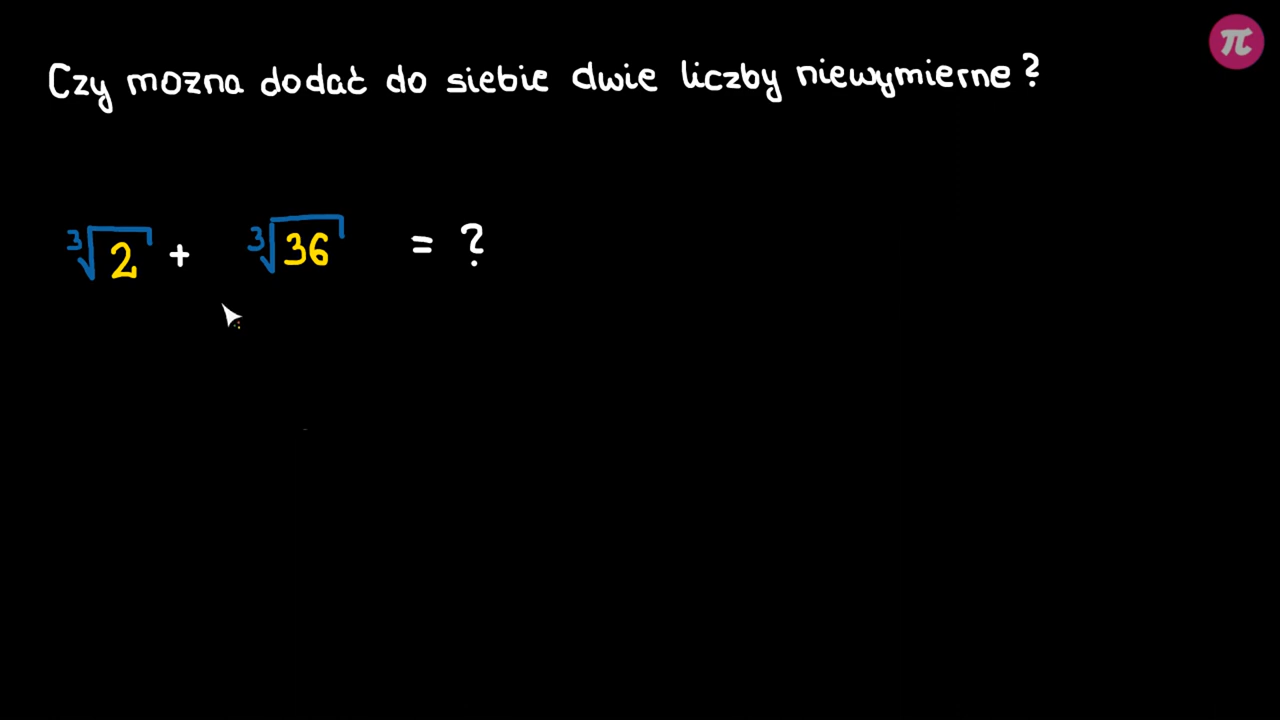 π
Czy mozna dodać do siebie dwie liczby niewymierne?
∛2 + ∛36 = ?